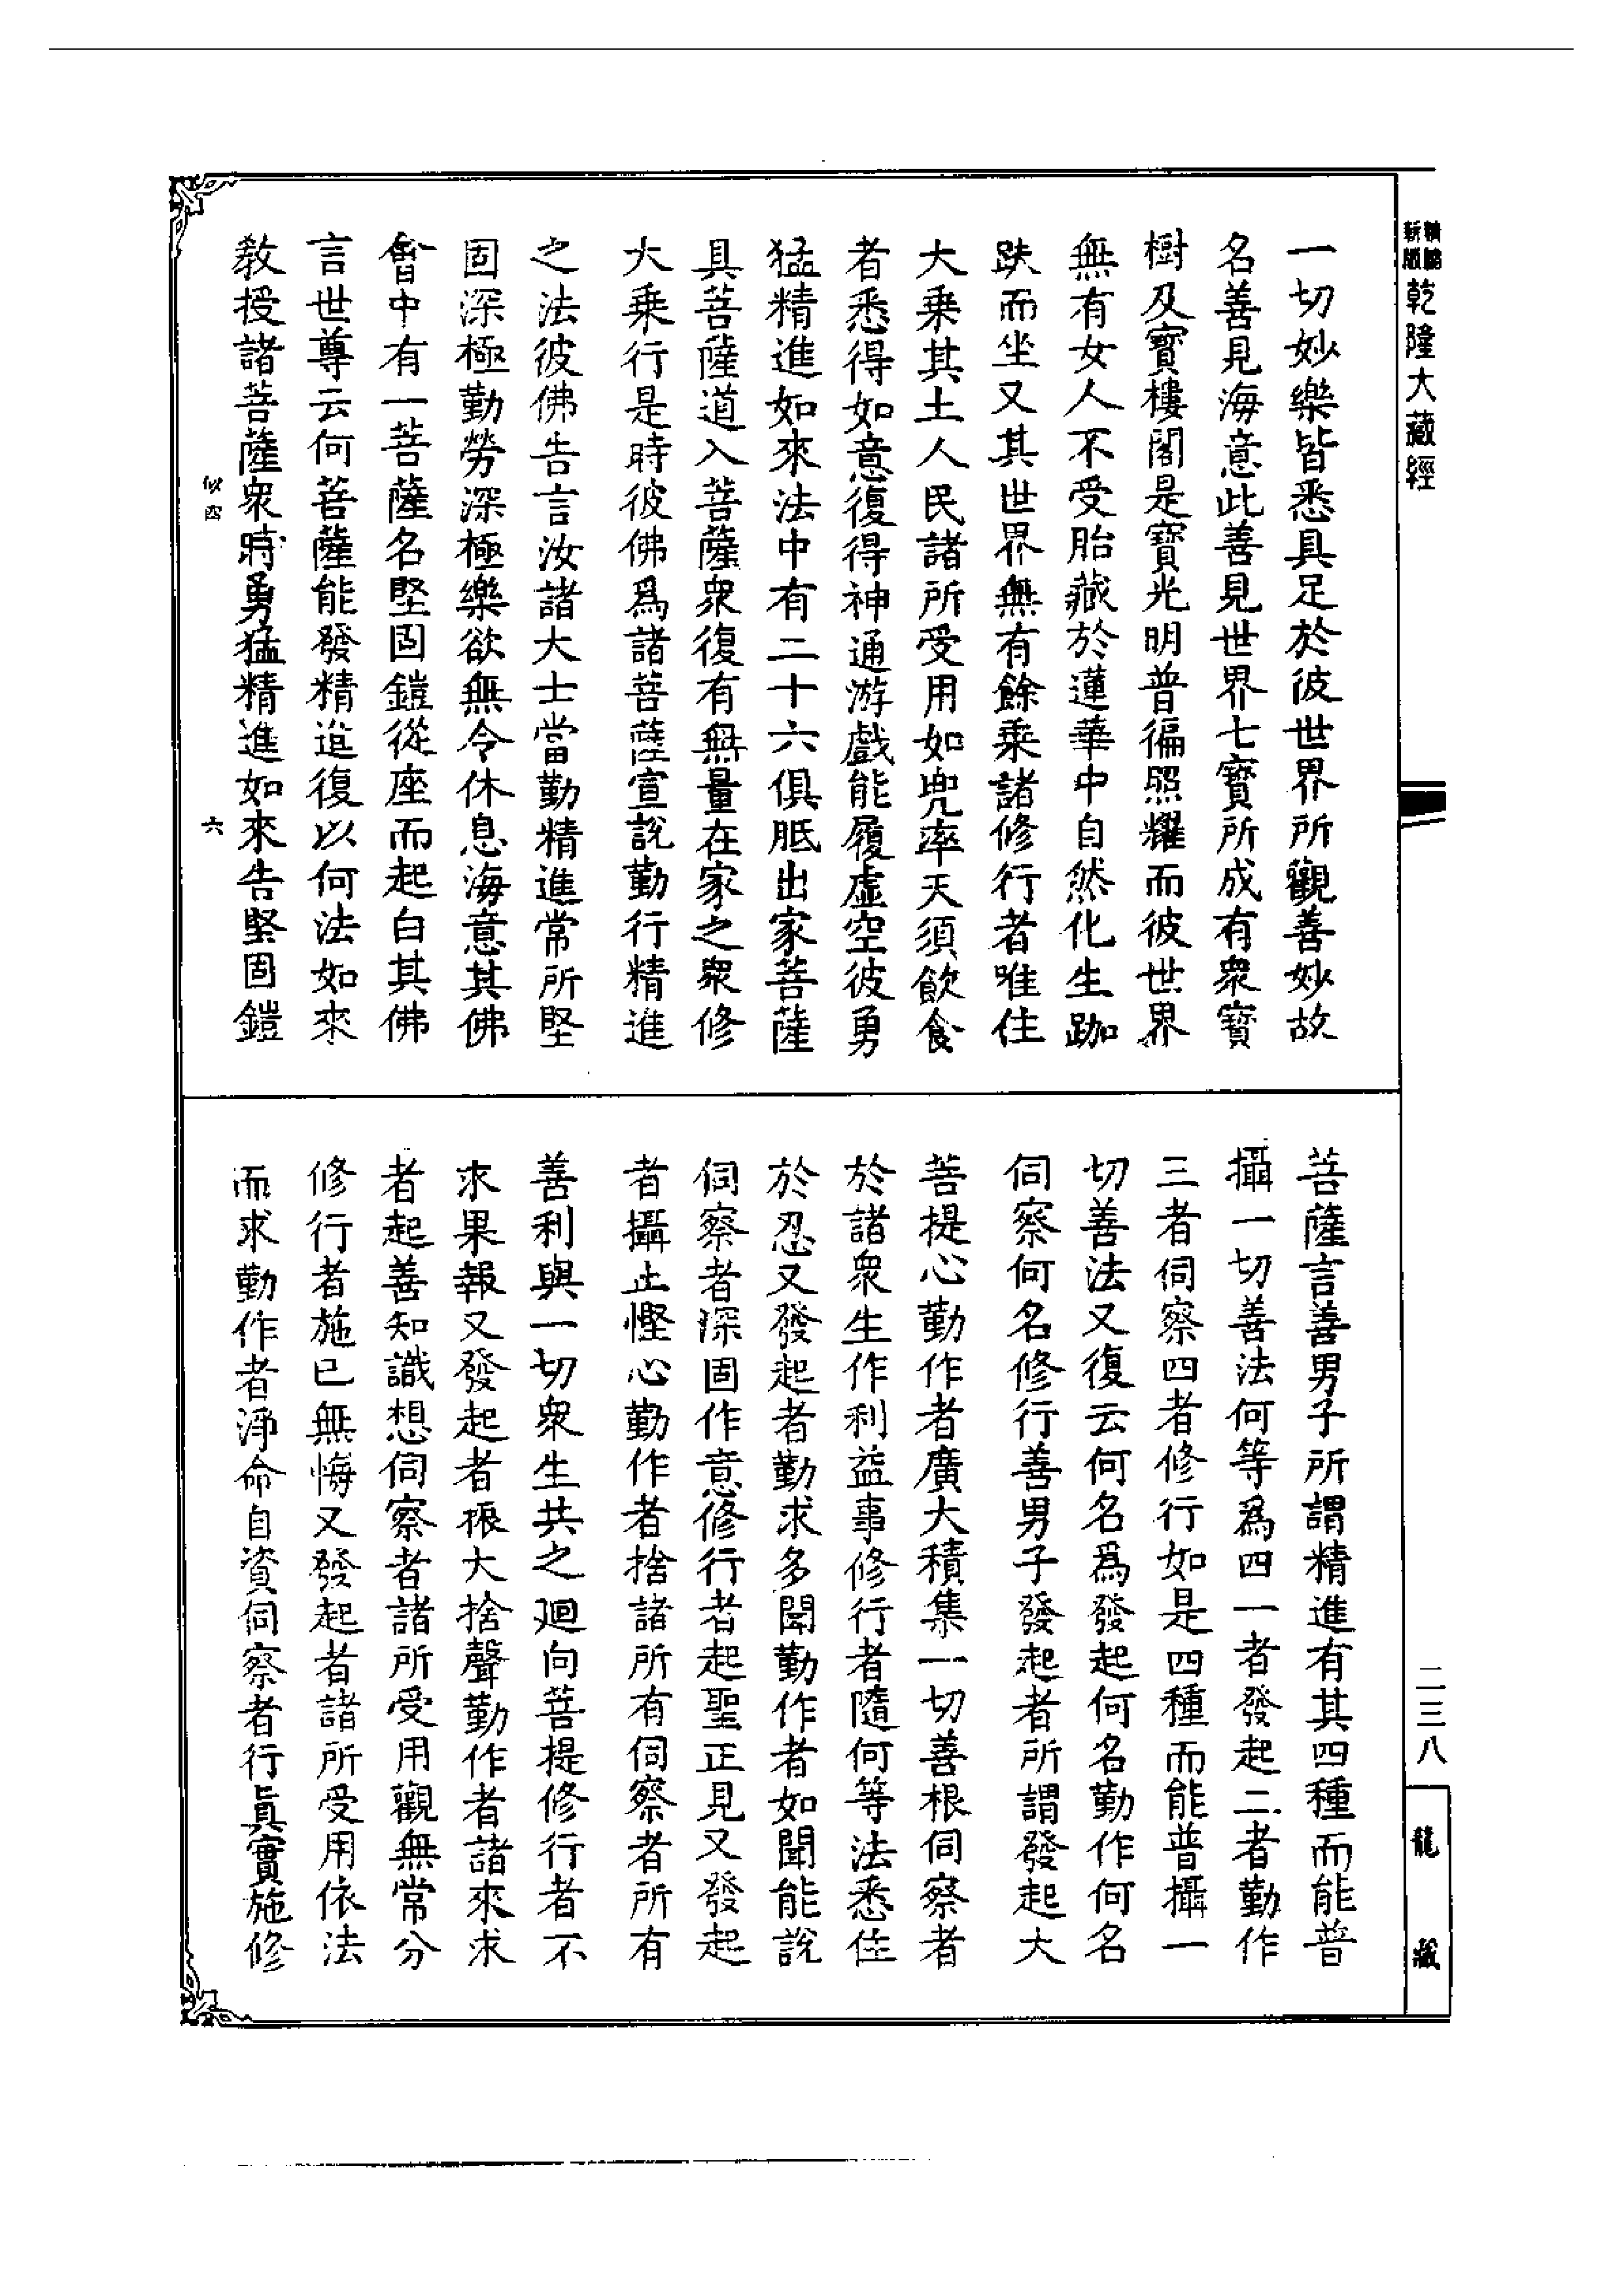 新版
精縮
乾隆大藏經
一切妙樂皆悉具足於彼世界所觀善妙故
名善見海意此善見世界七寶所成有衆寶
樹及寶樓閣是寶光明普徧照耀而彼世界
無有女人不受胎藏於蓮華中自然化生跏
趺而坐又其世界無有餘乘諸修行者唯住
大乘其土人民諸所受用如兜率天須飲食
者悉得如意復得神通游戲能履虛空彼勇
猛精進如來法中有二十六俱胝出家菩薩
具菩薩道入菩薩衆復有無量在家之衆修
大乘行是時彼佛爲諸菩薩宣說勤行精進
之法彼佛告言汝諸大士當勤精進常所堅
固深極勤勞深極樂欲無令休息海意其佛
會中有一菩薩名堅固鎧從座而起白其佛
言世尊云何菩薩能發精進復以何法如來
教授諸菩薩衆時勇猛精進如來告堅固鎧
似四
六
菩薩言善男子所謂精進有其四種而能普
攝一切善法何等爲四一者發起二者勤作
三者伺察四者修行如是四種而能普攝一
切善法又復云何名爲發起何名勤作何名
伺察何名修行善男子發起者所謂發起大
菩提心勤作者廣大積集一切善根伺察者
於諸衆生作利益事修行者隨何等法悉住
於忍又發起者勤求多聞勤作者如聞能說
伺察者深固作意修行者起聖正見又發起
者攝止慳心勤作者捨諸所有伺察者所有
善利與一切衆生共之迴向菩提修行者不
求果報又發起者振大捨聲勤作者諸來求
者起善知識想伺察者諸所受用觀無常分
修行者施已無悔又發起者諸所受用依法
而求勤作者淨命自資伺察者行真實施修
二三八
龍藏